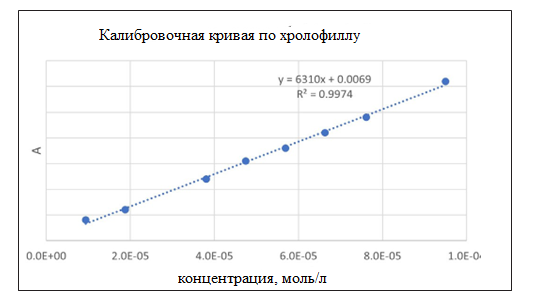 Калибровочная кривая по хролофиллу
y = 6310x + 0.0069
R² = 0.9974
A
0.0E+00 2.0E-05 4.0E-05 6.0E-05 8.0E-05 1.0E-0
концентрация, моль/л